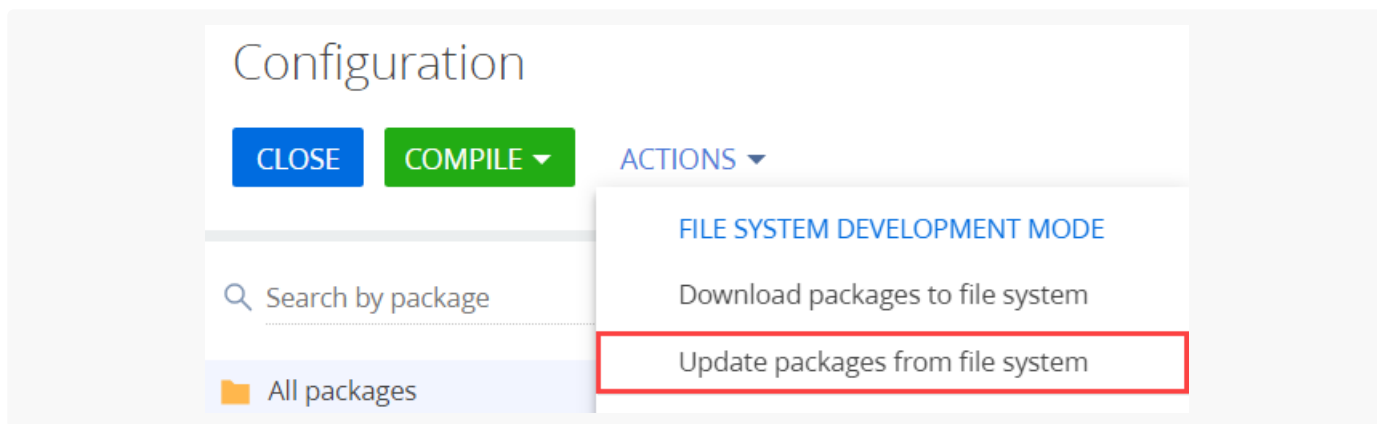 Configuration
CLOSE
COMPILE
ACTIONS
FILE SYSTEM DEVELOPMENT MODE
Search by package
Download packages to file system
Update packages from file system
All packages